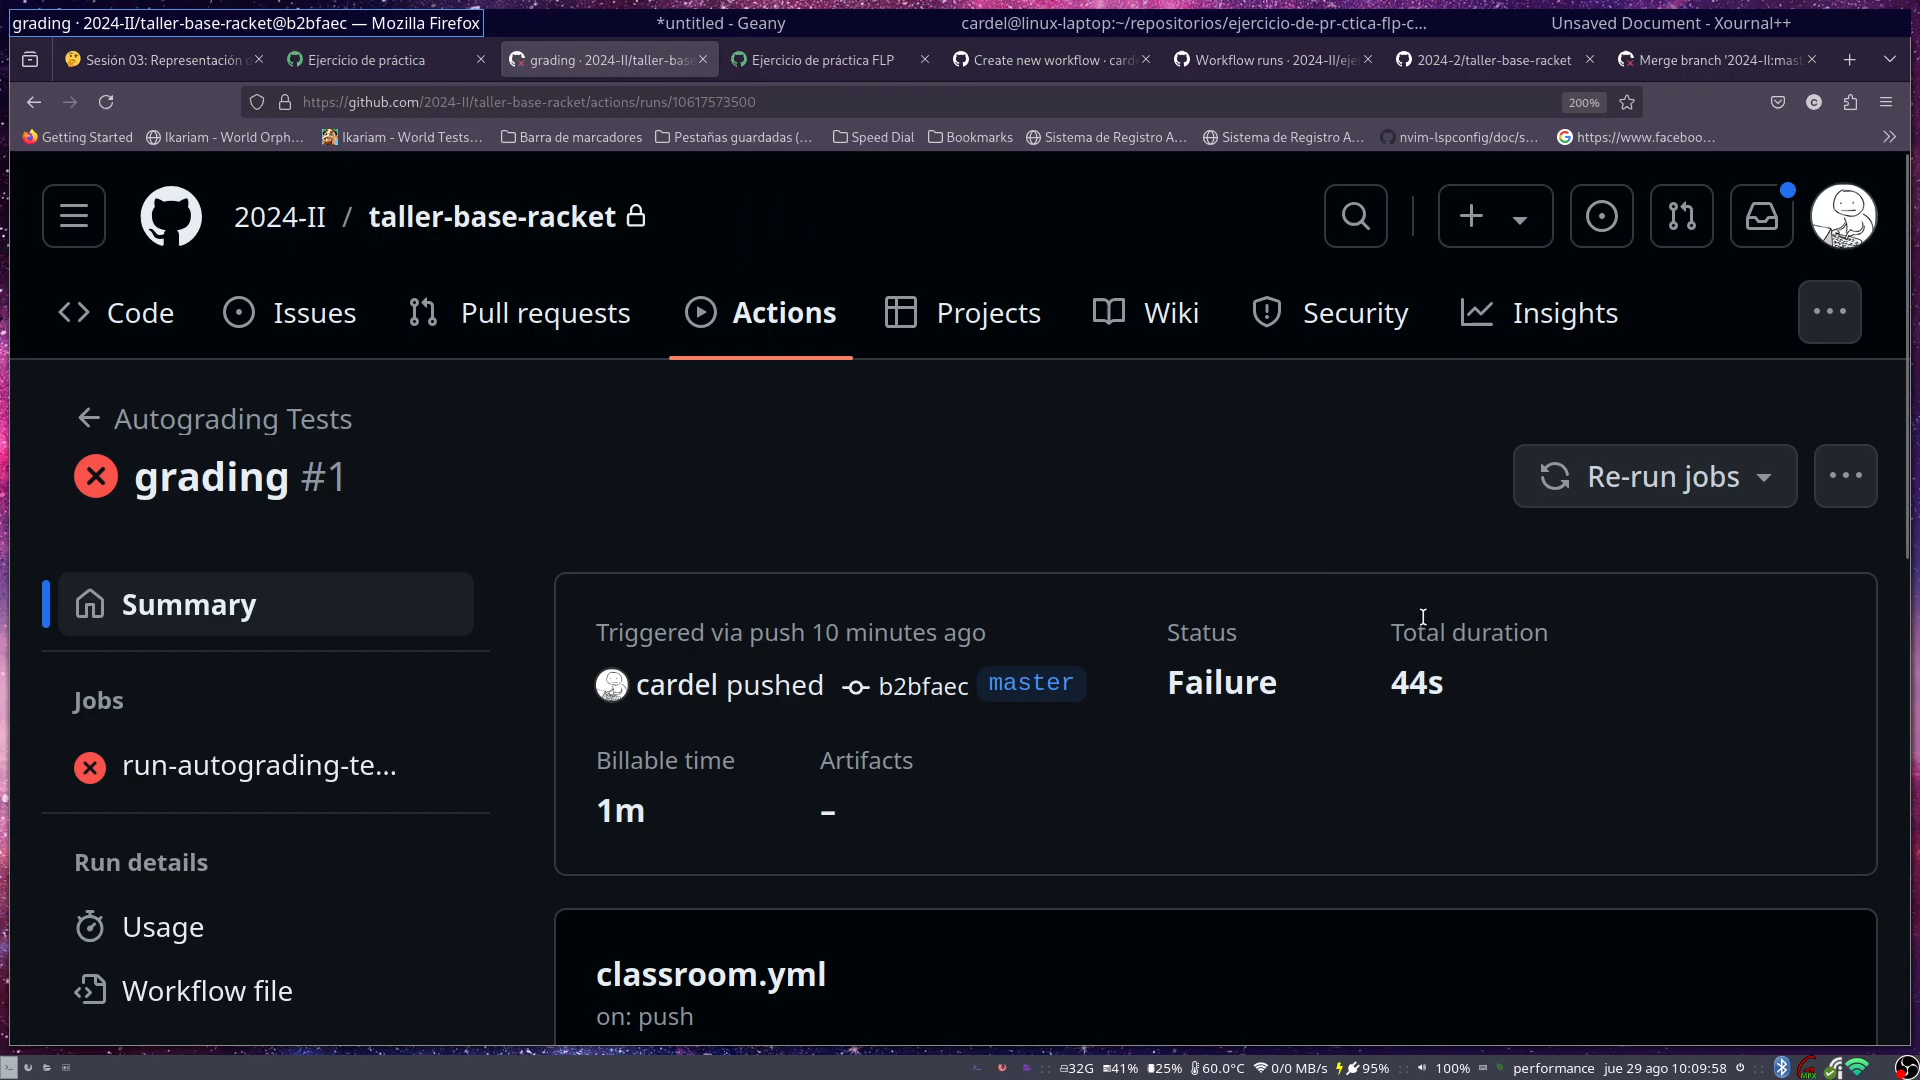 grading · 2024-II/taller-base-racket@b2bfaec — Mozilla Firefox
*untitled - Geany
cardel@linux-laptop:~/repositorios/ejercicio-de-pr-ctica-flp-c...
Unsaved Document - Xournal++
Sesión 03: Representación d
Ejercicio de práctica
grading · 2024-II/taller-base
Ejercicio de práctica FLP
Create new workflow · card
Workflow runs · 2024-II/eje
2024-2/taller-base-racket
Merge branch '2024-II:mast
https://github.com/2024-II/taller-base-racket/actions/runs/10617573500
200%
Getting Started
Ikariam - World Orph...
Ikariam - World Tests...
Barra de marcadores
Pestañas guardadas (...
Speed Dial
Bookmarks
Sistema de Registro A...
Sistema de Registro A...
nvim-lspconfig/doc/s...
https://www.faceboo...
2024-II / taller-base-racket
Code
Issues
Pull requests
Actions
Projects
Wiki
Security
Insights
Autograding Tests
grading #1
Re-run jobs
Summary
Jobs
run-autograding-te...
Run details
Usage
Workflow file
Triggered via push 10 minutes ago
cardel pushed b2bfaec master
Status
Failure
Total duration
44s
Billable time
1m
Artifacts
–
classroom.yml
on: push
32G 41% 25% 60.0°C 0/0 MB/s 95% 100% performance jue 29 ago 10:09:58